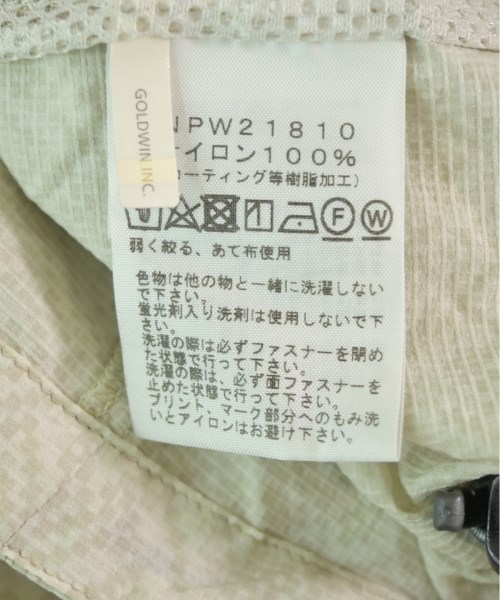 GOLDWIN INC.
NPW21810
イロン100%
ーティング等樹脂加工)
F W
弱く絞る、あて布使用
色物は他の物と一緒に洗濯しない
で下さい。
蛍光剤入り洗剤は使用しないで下
さい。
洗濯の際は必ずファスナーを閉め
た状態で行って下さい。
洗濯の際は、必ず面ファスナーを
止めた状態で行って下さい。
プリント、マーク部分へのもみ洗
いとアイロンはお避け下さい。